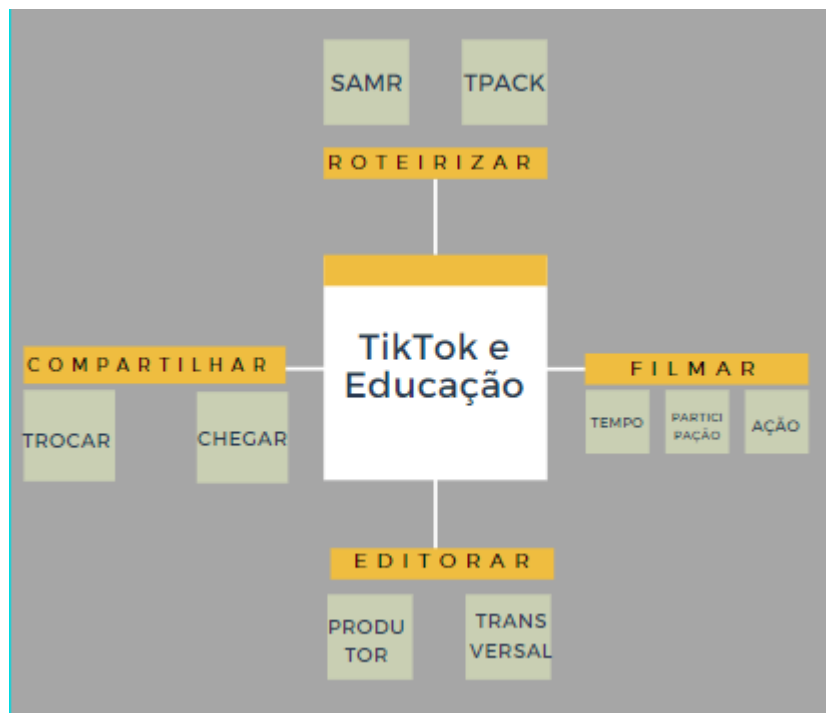 SAMR
TPACK
ROTEIRIZAR
TikTok e
Educação
COMPARTILHAR
TROCAR
CHEGAR
FILMAR
TEMPO
PARTICI
PAÇÃO
AÇÃO
EDITORAR
PRODU
TOR
TRANS
VERSAL